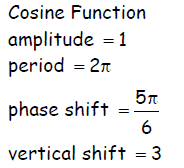 Cosine Function
amplitude = 1
period = 2π
phase shift = 5π/6
vertical shift = 3